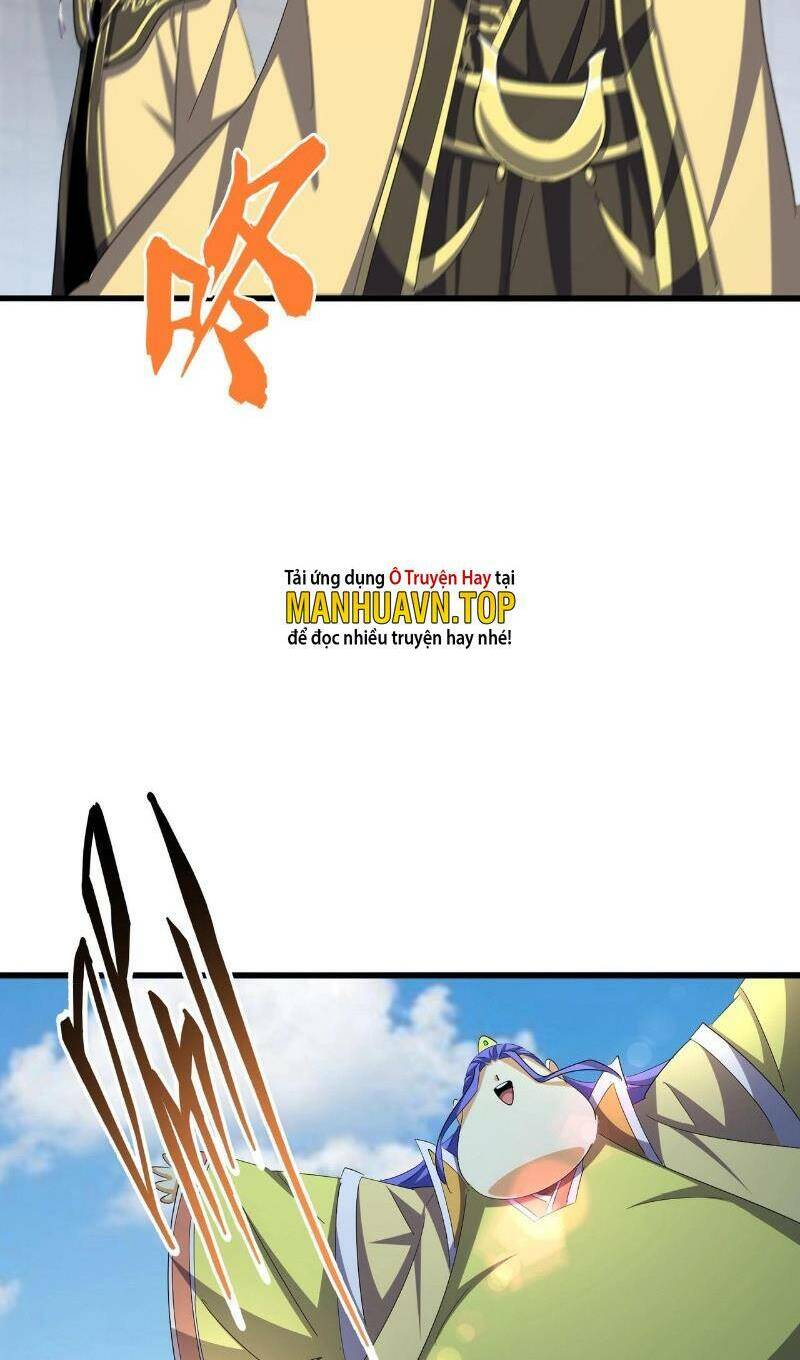 咚
Tải ứng dụng Ô Truyện Hay tại
MANHUAVN.TOP
để đọc nhiều truyện hay nhé!